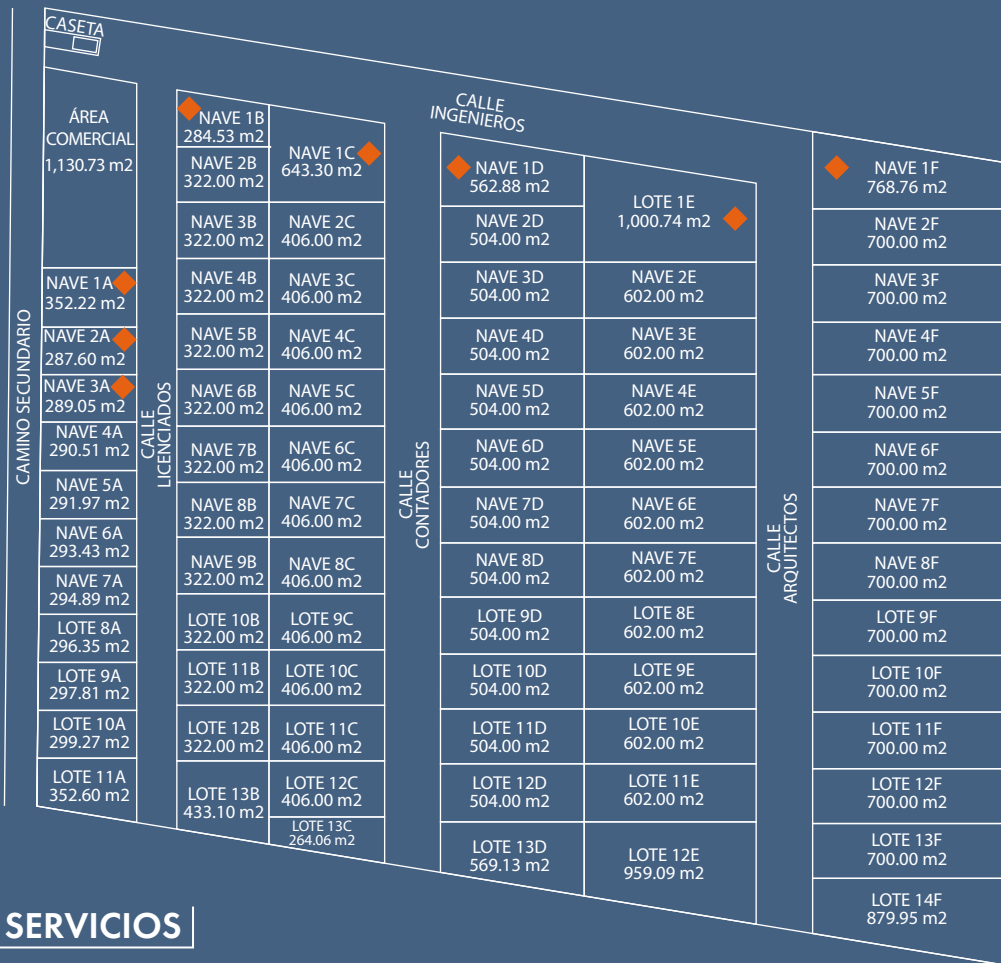 CASETA
CAMINO SECUNDARIO
ÁREA
COMERCIAL
1,130.73 m2
NAVE 1A
352.22 m2
NAVE 2A
287.60 m2
NAVE 3A
289.05 m2
NAVE 4A
290.51 m2
NAVE 5A
291.97 m2
NAVE 6A
293.43 m2
NAVE 7A
294.89 m2
LOTE 8A
296.35 m2
LOTE 9A
297.81 m2
LOTE 10A
299.27 m2
LOTE 11A
352.60 m2
CALLE
LICENCIADOS
NAVE 1B
284.53 m2
NAVE 2B
322.00 m2
NAVE 3B
322.00 m2
NAVE 4B
322.00 m2
NAVE 5B
322.00 m2
NAVE 6B
322.00 m2
NAVE 7B
322.00 m2
NAVE 8B
322.00 m2
NAVE 9B
322.00 m2
LOTE 10B
322.00 m2
LOTE 11B
322.00 m2
LOTE 12B
322.00 m2
LOTE 13B
433.10 m2
NAVE 1C
643.30 m2
NAVE 2C
406.00 m2
NAVE 3C
406.00 m2
NAVE 4C
406.00 m2
NAVE 5C
406.00 m2
NAVE 6C
406.00 m2
NAVE 7C
406.00 m2
NAVE 8C
406.00 m2
LOTE 9C
406.00 m2
LOTE 10C
406.00 m2
LOTE 11C
406.00 m2
LOTE 12C
406.00 m2
LOTE 13C
264.06 m2
CALLE
CONTADORES
CALLE
INGENIEROS
NAVE 1D
562.88 m2
NAVE 2D
504.00 m2
NAVE 3D
504.00 m2
NAVE 4D
504.00 m2
NAVE 5D
504.00 m2
NAVE 6D
504.00 m2
NAVE 7D
504.00 m2
NAVE 8D
504.00 m2
LOTE 9D
504.00 m2
LOTE 10D
504.00 m2
LOTE 11D
504.00 m2
LOTE 12D
504.00 m2
LOTE 13D
569.13 m2
LOTE 1E
1,000.74 m2
NAVE 2E
602.00 m2
NAVE 3E
602.00 m2
NAVE 4E
602.00 m2
NAVE 5E
602.00 m2
NAVE 6E
602.00 m2
NAVE 7E
602.00 m2
LOTE 8E
602.00 m2
LOTE 9E
602.00 m2
LOTE 10E
602.00 m2
LOTE 11E
602.00 m2
LOTE 12E
959.09 m2
CALLE
ARQUITECTOS
NAVE 1F
768.76 m2
NAVE 2F
700.00 m2
NAVE 3F
700.00 m2
NAVE 4F
700.00 m2
NAVE 5F
700.00 m2
NAVE 6F
700.00 m2
NAVE 7F
700.00 m2
NAVE 8F
700.00 m2
LOTE 9F
700.00 m2
LOTE 10F
700.00 m2
LOTE 11F
700.00 m2
LOTE 12F
700.00 m2
LOTE 13F
700.00 m2
LOTE 14F
879.95 m2
SERVICIOS